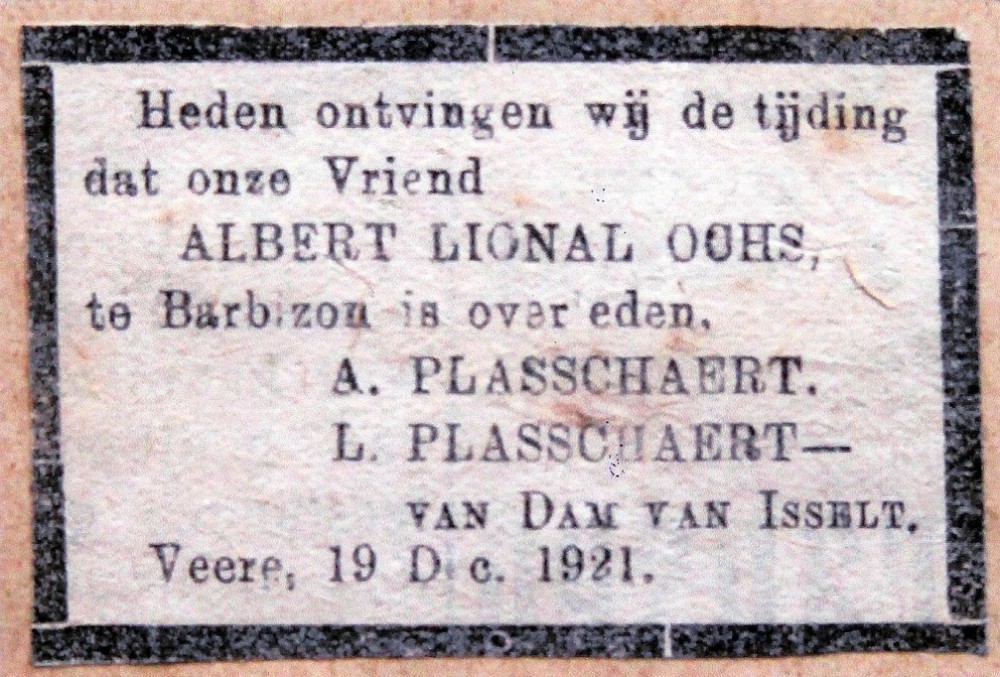 Heden ontvingen wij de tijding
dat onze Vriend
ALBERT LIONAL OCHS,
te Barbizon is overleden.
A. PLASSCHAERT.
L. PLASSCHAERT—
VAN DAM VAN ISSELT.
Veere, 19 Dec. 1921.